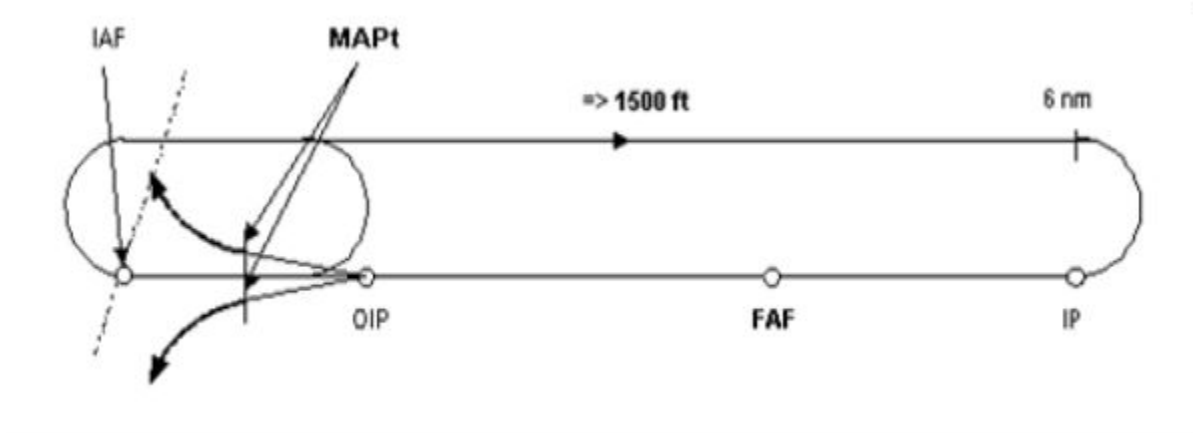 IAF
MAPt
=> 1500 ft
6 nm
OIP
FAF
IP